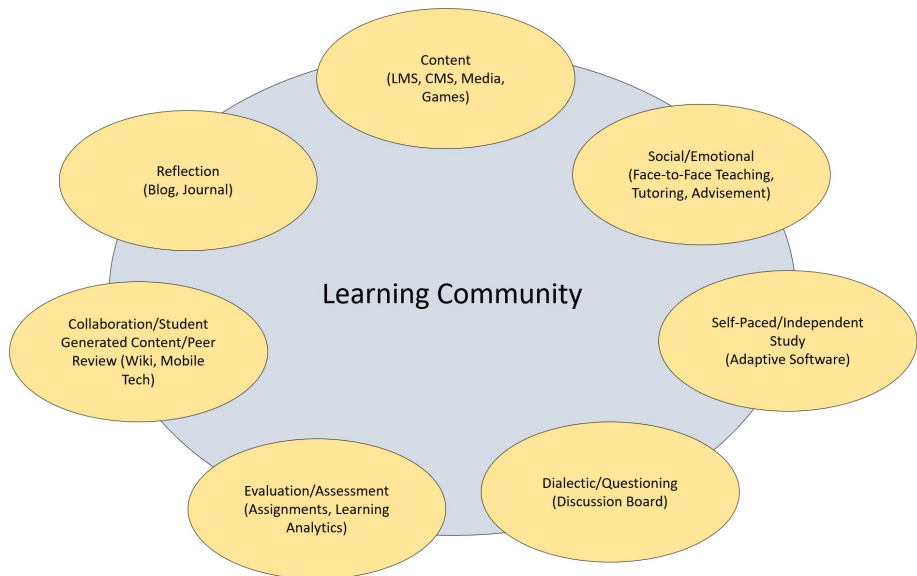 Content
(LMS, CMS, Media,
Games)
Social/Emotional
(Face-to-Face Teaching,
Tutoring, Advisement)
Reflection
(Blog, Journal)
Learning Community
Self-Paced/Independent
Study
(Adaptive Software)
Collaboration/Student
Generated Content/Peer
Review (Wiki, Mobile
Tech)
Dialectic/Questioning
(Discussion Board)
Evaluation/Assessment
(Assignments, Learning
Analytics)